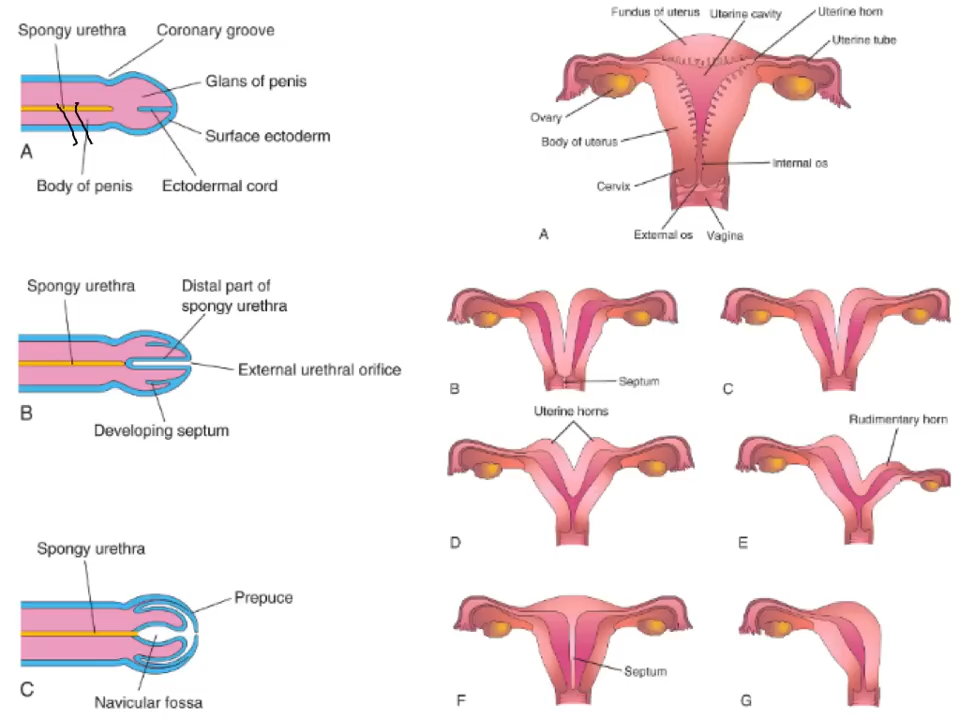 Spongy urethra
Coronary groove
Glans of penis
Surface ectoderm
A
Body of penis
Ectodermal cord
Spongy urethra
Distal part of
spongy urethra
External urethral orifice
B
Developing septum
Spongy urethra
Prepuce
C
Navicular fossa
Fundus of uterus
Uterine cavity
Uterine horn
Uterine tube
Ovary
Body of uterus
Internal os
Cervix
A
External os
Vagina
B
Septum
C
Uterine horns
Rudimentary horn
D
E
F
Septum
G